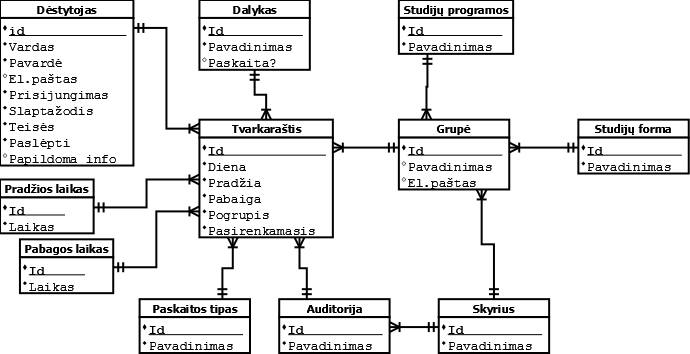 Dėstytojas
id
Vardas
Pavardė
El.paštas
Prisijungimas
Slaptažodis
Teisės
Paslėpti
Papildoma info
Dalykas
Id
Pavadinimas
Paskaita?
Studijų programos
Id
Pavadinimas
Tvarkaraštis
Id
Diena
Pradžia
Pabaiga
Pogrupis
Pasirenkamasis
Grupė
Id
Pavadinimas
El.paštas
Studijų forma
Id
Pavadinimas
Pradžios laikas
Id
Laikas
Pabagos laikas
Id
Laikas
Paskaitos tipas
Id
Pavadinimas
Auditorija
Id
Pavadinimas
Skyrius
Id
Pavadinimas